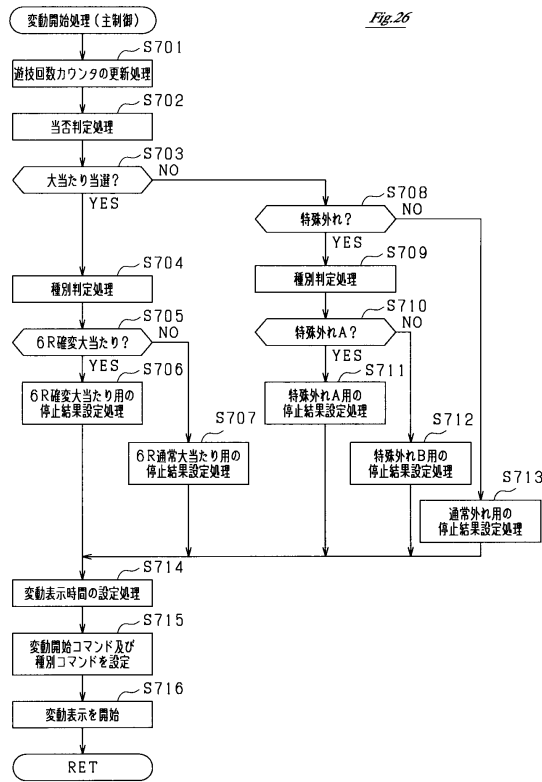 Fig.26
変動開始処理（主制御）
S701
遊技回数カウンタの更新処理
S702
当否判定処理
S703
大当たり当選？
NO
YES
S708
特殊外れ？
NO
YES
S704
種別判定処理
S709
種別判定処理
S705
6R確変大当たり？
NO
YES
S710
特殊外れA？
NO
YES
S706
6R確変大当たり用の
停止結果設定処理
S711
特殊外れA用の
停止結果設定処理
S707
6R通常大当たり用の
停止結果設定処理
S712
特殊外れB用の
停止結果設定処理
S713
通常外れ用の
停止結果設定処理
S714
変動表示時間の設定処理
S715
変動開始コマンド及び
種別コマンドを設定
S716
変動表示を開始
RET